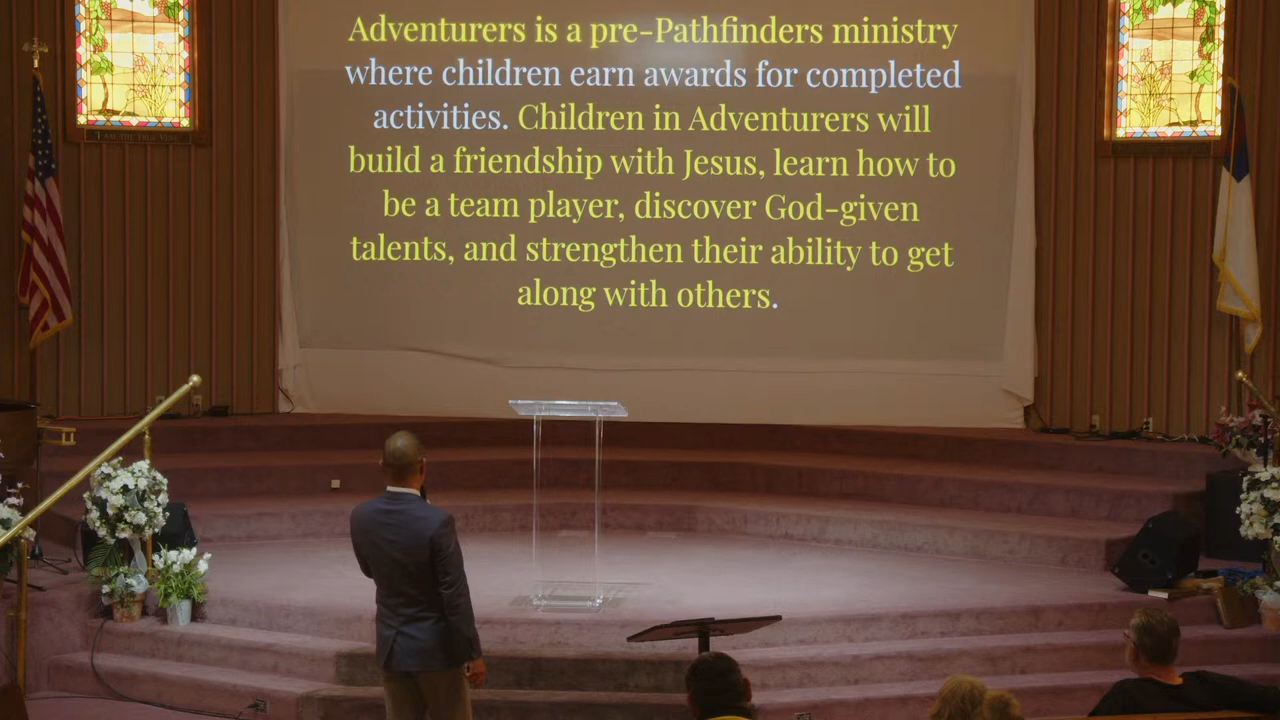 Adventurers is a pre-Pathfinders ministry
where children earn awards for completed
activities. Children in Adventurers will
build a friendship with Jesus, learn how to
be a team player, discover God-given
talents, and strengthen their ability to get
along with others.